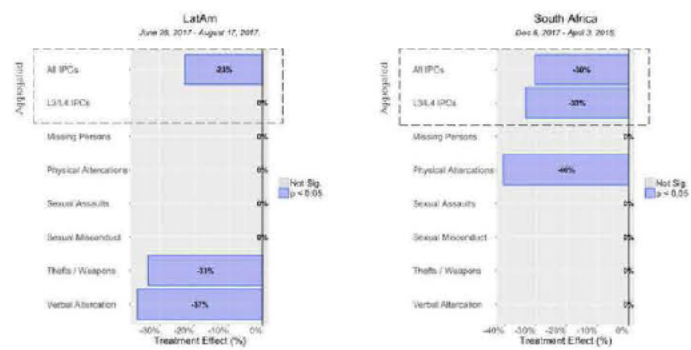 LatAm
June 28, 2017 - August 17, 2017.
Aggregated
All IPCs
-23%
L3/L4 IPCs
0%
Missing Persons
0%
Physical Altercations
0%
Sexual Assaults
0%
Sexual Misconduct
0%
Thefts / Weapons
-33%
Verbal Altercation
-37%
-30% -20% -10% 0%
Treatment Effect (%)
Not Sig.
p < 0.05
South Africa
Dec 6, 2017 - April 3, 2018.
Aggregated
All IPCs
-30%
L3/L4 IPCs
-33%
Missing Persons
0%
Physical Altercations
Sexual Assaults
0%
Sexual Misconduct
0%
Thefts / Weapons
0%
Verbal Altercation
0%
-40% -30% -20% -10% 0%
Treatment Effect (%)
Not Sig.
p < 0.05